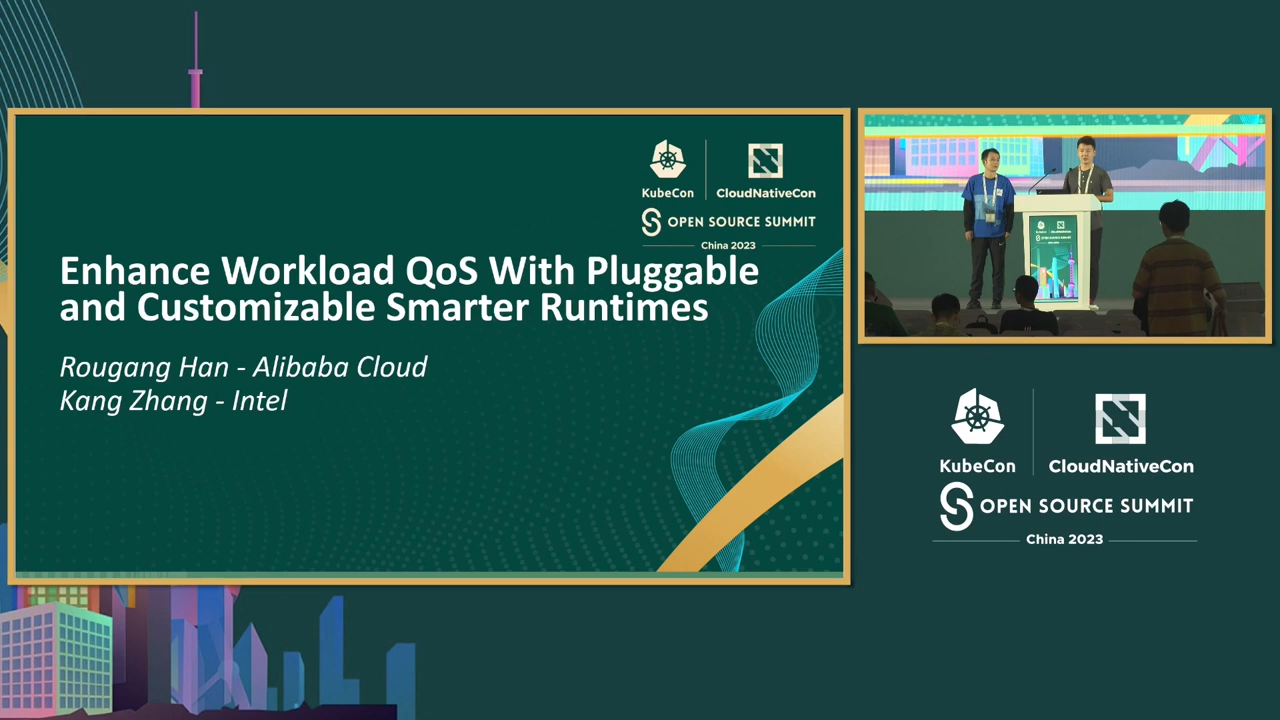 KubeCon
CloudNativeCon
OPEN SOURCE SUMMIT
China 2023
Enhance Workload QoS With Pluggable
and Customizable Smarter Runtimes
Rougang Han - Alibaba Cloud
Kang Zhang - Intel
KubeCon
CloudNativeCon
OPEN SOURCE SUMMIT
China 2023